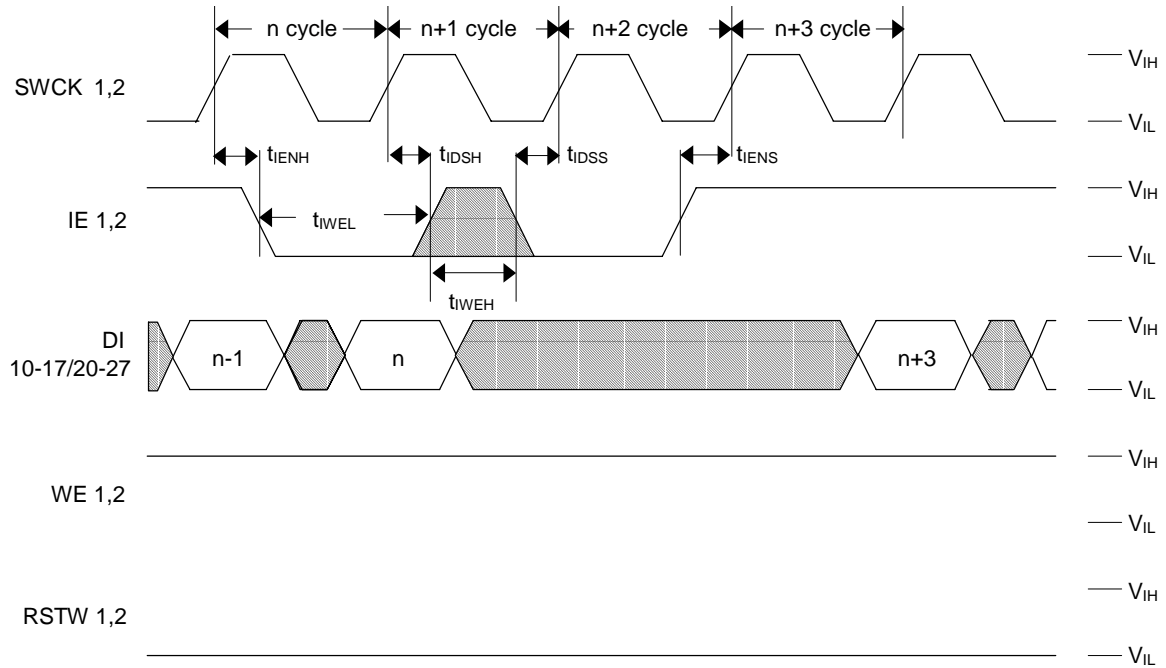 n cycle n+1 cycle n+2 cycle n+3 cycle
SWCK 1,2
VIH
VIL
tIENH tIDSH tIDSS tIENS
IE 1,2
VIH
VIL
tIWEL
tIWEH
DI
10-17/20-27
n-1 n n+3
VIH
VIL
WE 1,2
VIH
VIL
RSTW 1,2
VIH
VIL